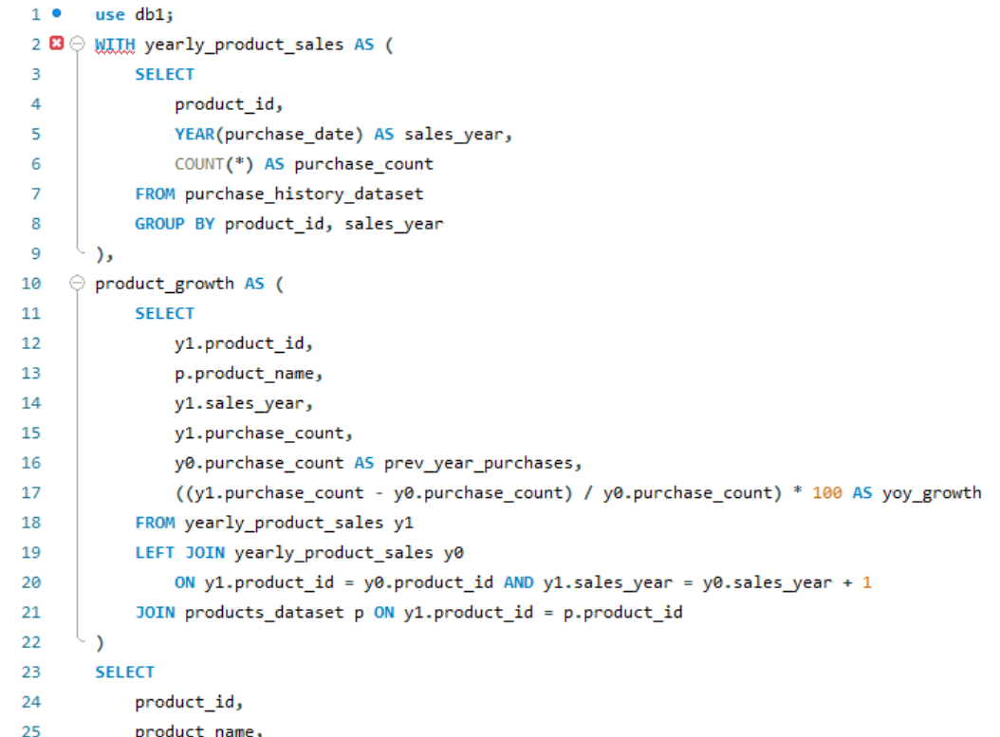 1 use db1;
2 WITH yearly_product_sales AS (
3 SELECT
4 product_id,
5 YEAR(purchase_date) AS sales_year,
6 COUNT(*) AS purchase_count
7 FROM purchase_history_dataset
8 GROUP BY product_id, sales_year
9 ),
10 product_growth AS (
11 SELECT
12 y1.product_id,
13 p.product_name,
14 y1.sales_year,
15 y1.purchase_count,
16 y0.purchase_count AS prev_year_purchases,
17 ((y1.purchase_count - y0.purchase_count) / y0.purchase_count) * 100 AS yoy_growth
18 FROM yearly_product_sales y1
19 LEFT JOIN yearly_product_sales y0
20 ON y1.product_id = y0.product_id AND y1.sales_year = y0.sales_year + 1
21 JOIN products_dataset p ON y1.product_id = p.product_id
22 )
23 SELECT
24 product_id,
25 product_name,